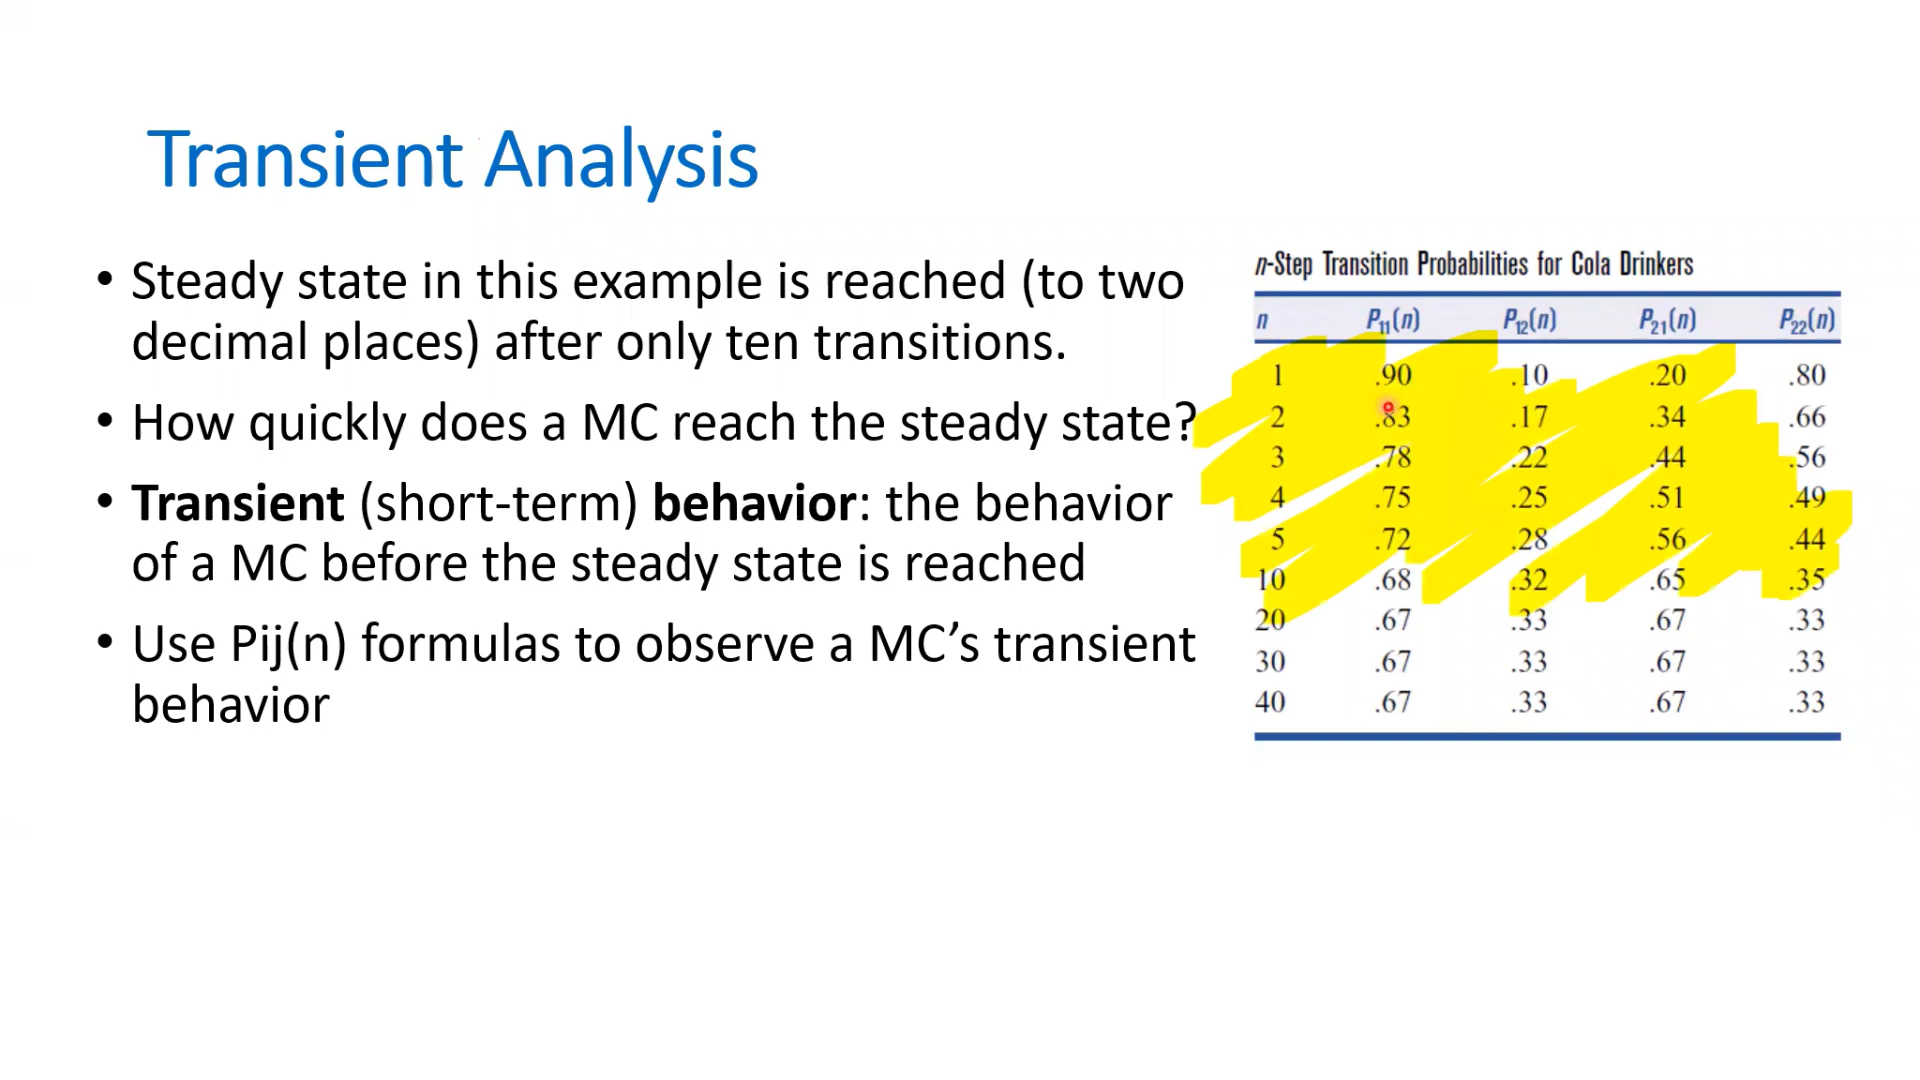 Transient Analysis
• Steady state in this example is reached (to two
decimal places) after only ten transitions.
• How quickly does a MC reach the steady state?
• Transient (short-term) behavior: the behavior
of a MC before the steady state is reached
• Use Pij(n) formulas to observe a MC’s transient
behavior
n-Step Transition Probabilities for Cola Drinkers
n P11(n) P12(n) P21(n) P22(n)
1 .90 .10 .20 .80
2 .83 .17 .34 .66
3 .78 .22 .44 .56
4 .75 .25 .51 .49
5 .72 .28 .56 .44
10 .68 .32 .65 .35
20 .67 .33 .67 .33
30 .67 .33 .67 .33
40 .67 .33 .67 .33